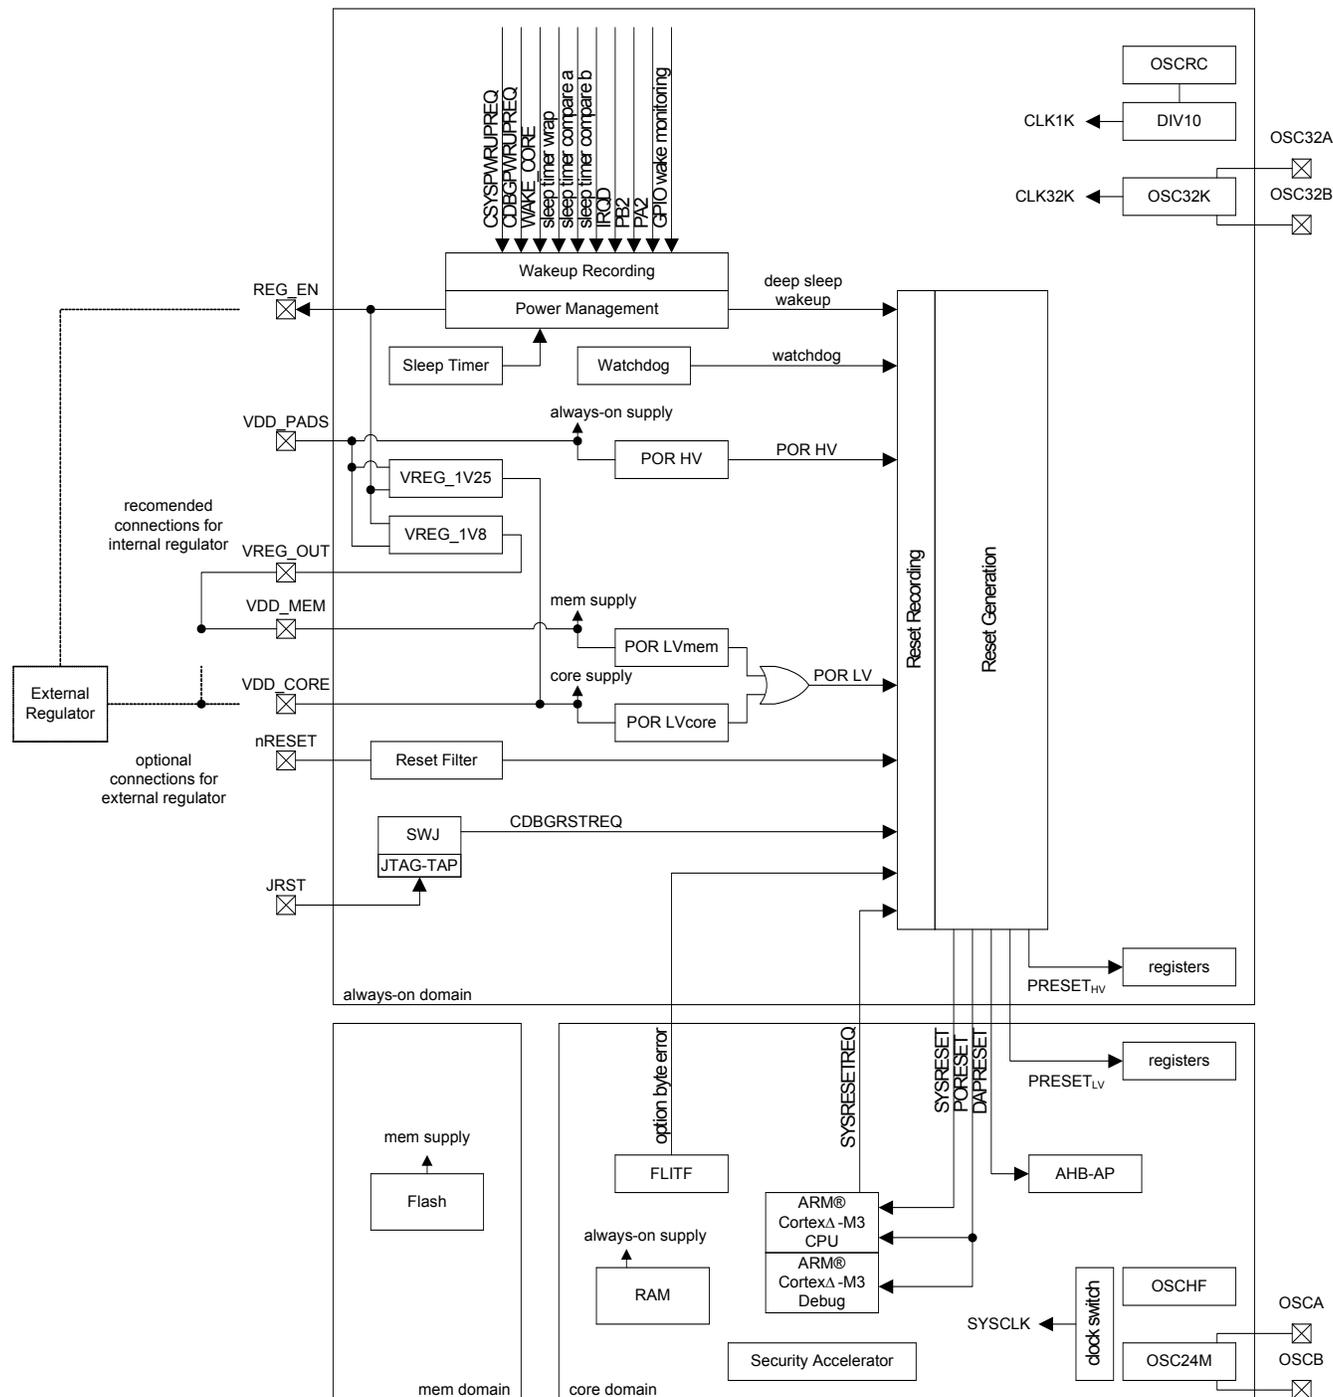 CSYSPWRUPREQ
CDBGPWRUPREQ
WAKE_CORE
sleep timer wrap
sleep timer compare a
sleep timer compare b
IRQD
PB2
PA2
GPIO wake monitoring
OSCRC
CLK1K
DIV10
OSC32A
CLK32K
OSC32K
OSC32B
Wakeup Recording
Power Management
deep sleep
wakeup
REG_EN
Sleep Timer
Watchdog
watchdog
VDD_PADS
always-on supply
POR HV
POR HV
VREG_1V25
recomended
connections for
internal regulator
VREG_1V8
VREG_OUT
VDD_MEM
mem supply
POR LVmem
Reset Recording
Reset Generation
External
Regulator
VDD_CORE
core supply
POR LVcore
POR LV
nRESET
Reset Filter
optional
connections for
external regulator
SWJ
JTAG-TAP
CDBGRSTREQ
JRST
registers
PRESETHV
always-on domain
option byte error
SYSRESETREQ
SYSRESET
PORESET
DAPRESET
registers
PRESETLV
mem supply
Flash
FLITF
AHB-AP
ARM®
Cortex∆ -M3
CPU
ARM®
Cortex∆ -M3
Debug
always-on supply
RAM
SYSCLK
clock switch
OSCHF
OSCA
OSC24M
OSCB
Security Accelerator
mem domain
core domain